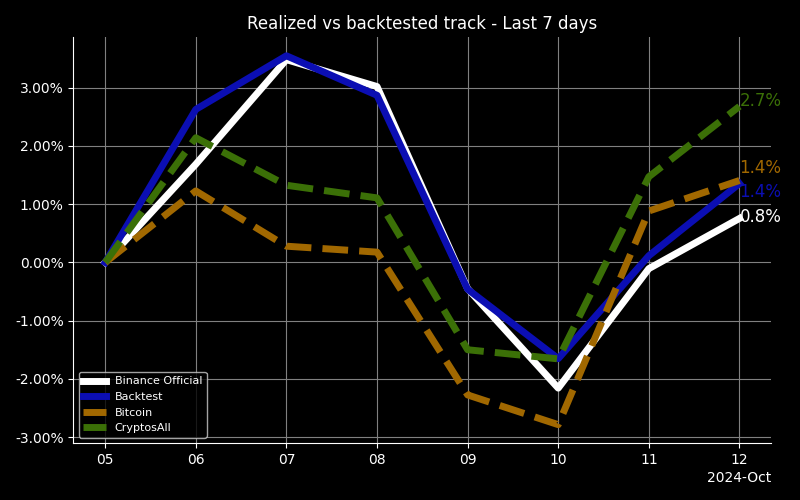 Realized vs backtested track - Last 7 days
3.00%
2.00%
1.00%
0.00%
-1.00%
-2.00%
-3.00%
2.7%
1.4%
1.4%
0.8%
Binance Official
Backtest
Bitcoin
CryptosAll
05 06 07 08 09 10 11 12
2024-Oct